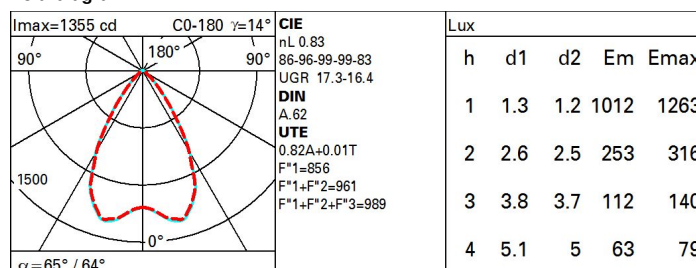 Imax=1355 cd C0-180 γ=14°
90° 180° 90°
1500
0°
α=65° / 64°
CIE
nL 0.83
86-96-99-99-83
UGR 17.3-16.4
DIN
A.62
UTE
0.82A+0.01T
F"1=856
F"1+F"2=961
F"1+F"2+F"3=989
Lux
h d1 d2 Em Emax
1 1.3 1.2 1012 1263
2 2.6 2.5 253 316
3 3.8 3.7 112 140
4 5.1 5 63 79